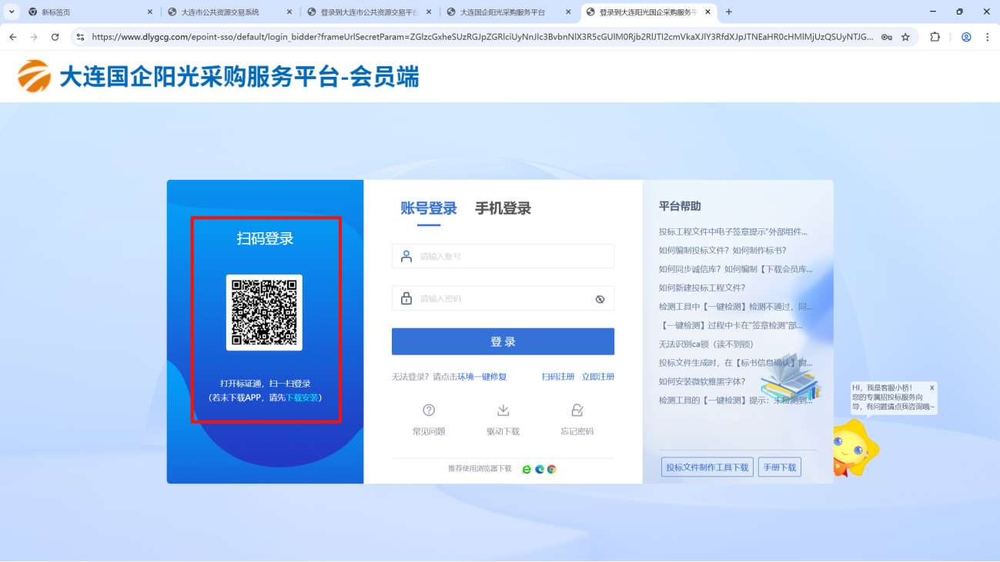 新标签页
大连市公共资源交易系统
登录到大连市公共资源交易平台
大连国企阳光采购服务平台
登录到大连阳光国企采购服务平
大连国企阳光采购服务平台-会员端
扫码登录
打开标证通，扫一扫登录
(若未下载APP，请先下载安装)
账号登录 手机登录
请输入账号
请输入密码
登 录
无法登录？请点击环境一键修复 扫码注册 立即注册
常见问题 驱动下载 忘记密码
推荐使用浏览器下载
平台帮助
投标工程文件中电子签章提示"外部组件...
如何编制投标文件？如何制作标书？
如何同步诚信库？如何编制【下载会员库...
如何新建投标工程文件？
检测工具中【一键检测】检测不通过，同...
【一键检测】过程中卡在"签章检测"部...
无法识别ca锁（读不到锁）
投标文件生成时，在【标书信息确认】窗...
如何安装微软雅黑字体？
检测工具的【一键检测】提示：未检测到...
投标文件制作工具下载 手册下载
HI，我是客服小桥！ x
您的专属招投标服务向
导，有问题请点我咨询哦~